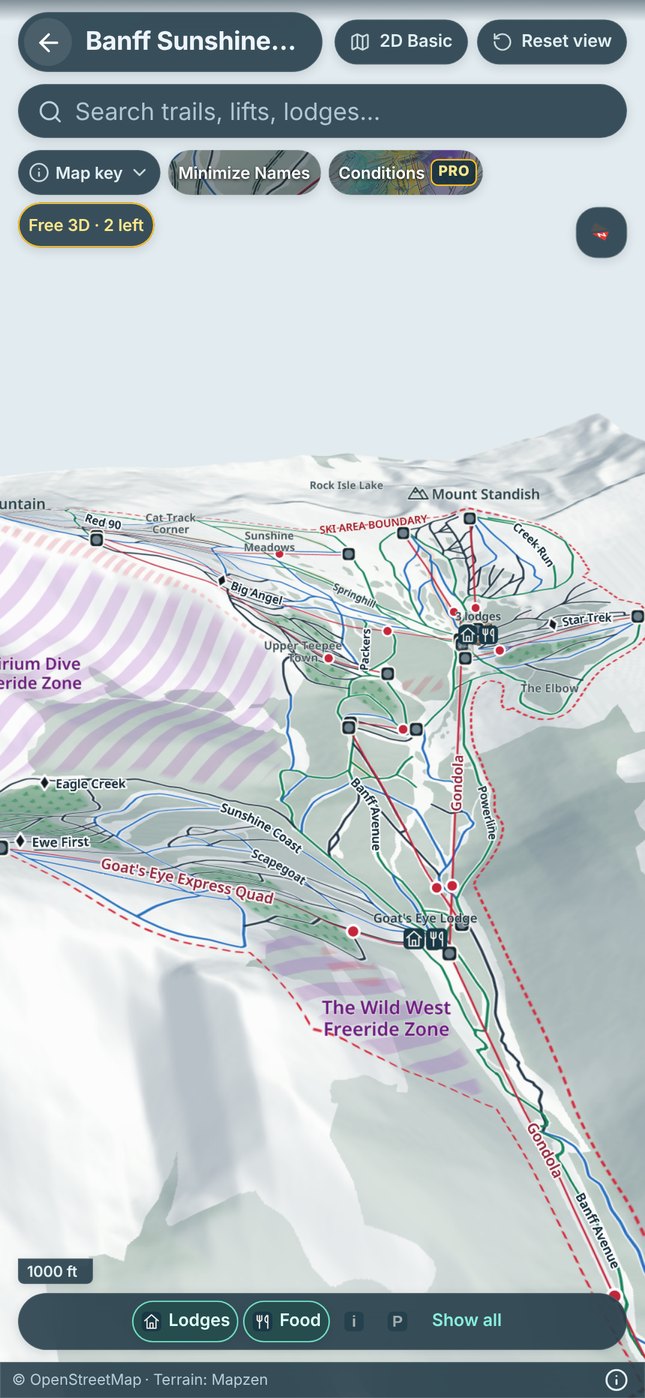 Banff Sunshine...
2D Basic
Reset view
Search trails, lifts, lodges...
Map key
Minimize Names
Conditions PRO
Free 3D · 2 left
Rock Isle Lake
Mount Standish
untain
Red 90
Cat Track
Corner
SKI AREA BOUNDARY
Sunshine
Meadows
Creek Run
Big Angel
Springhill
3 lodges
Star Trek
Packers
Upper Teepee
Town
irium Dive
eride Zone
The Elbow
Gondola
Eagle Creek
Banff Avenue
Powerline
Sunshine Coast
Ewe First
Scapegoat
Goat's Eye Express Quad
Goat's Eye Lodge
The Wild West
Freeride Zone
Gondola
Banff Avenue
1000 ft
Lodges
Food
i
P
Show all
© OpenStreetMap · Terrain: Mapzen